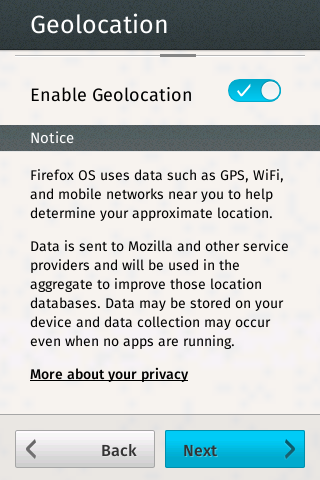 Geolocation
Enable Geolocation
Notice
Firefox OS uses data such as GPS, WiFi,
and mobile networks near you to help
determine your approximate location.
Data is sent to Mozilla and other service
providers and will be used in the
aggregate to improve those location
databases. Data may be stored on your
device and data collection may occur
even when no apps are running.
More about your privacy
Back
Next